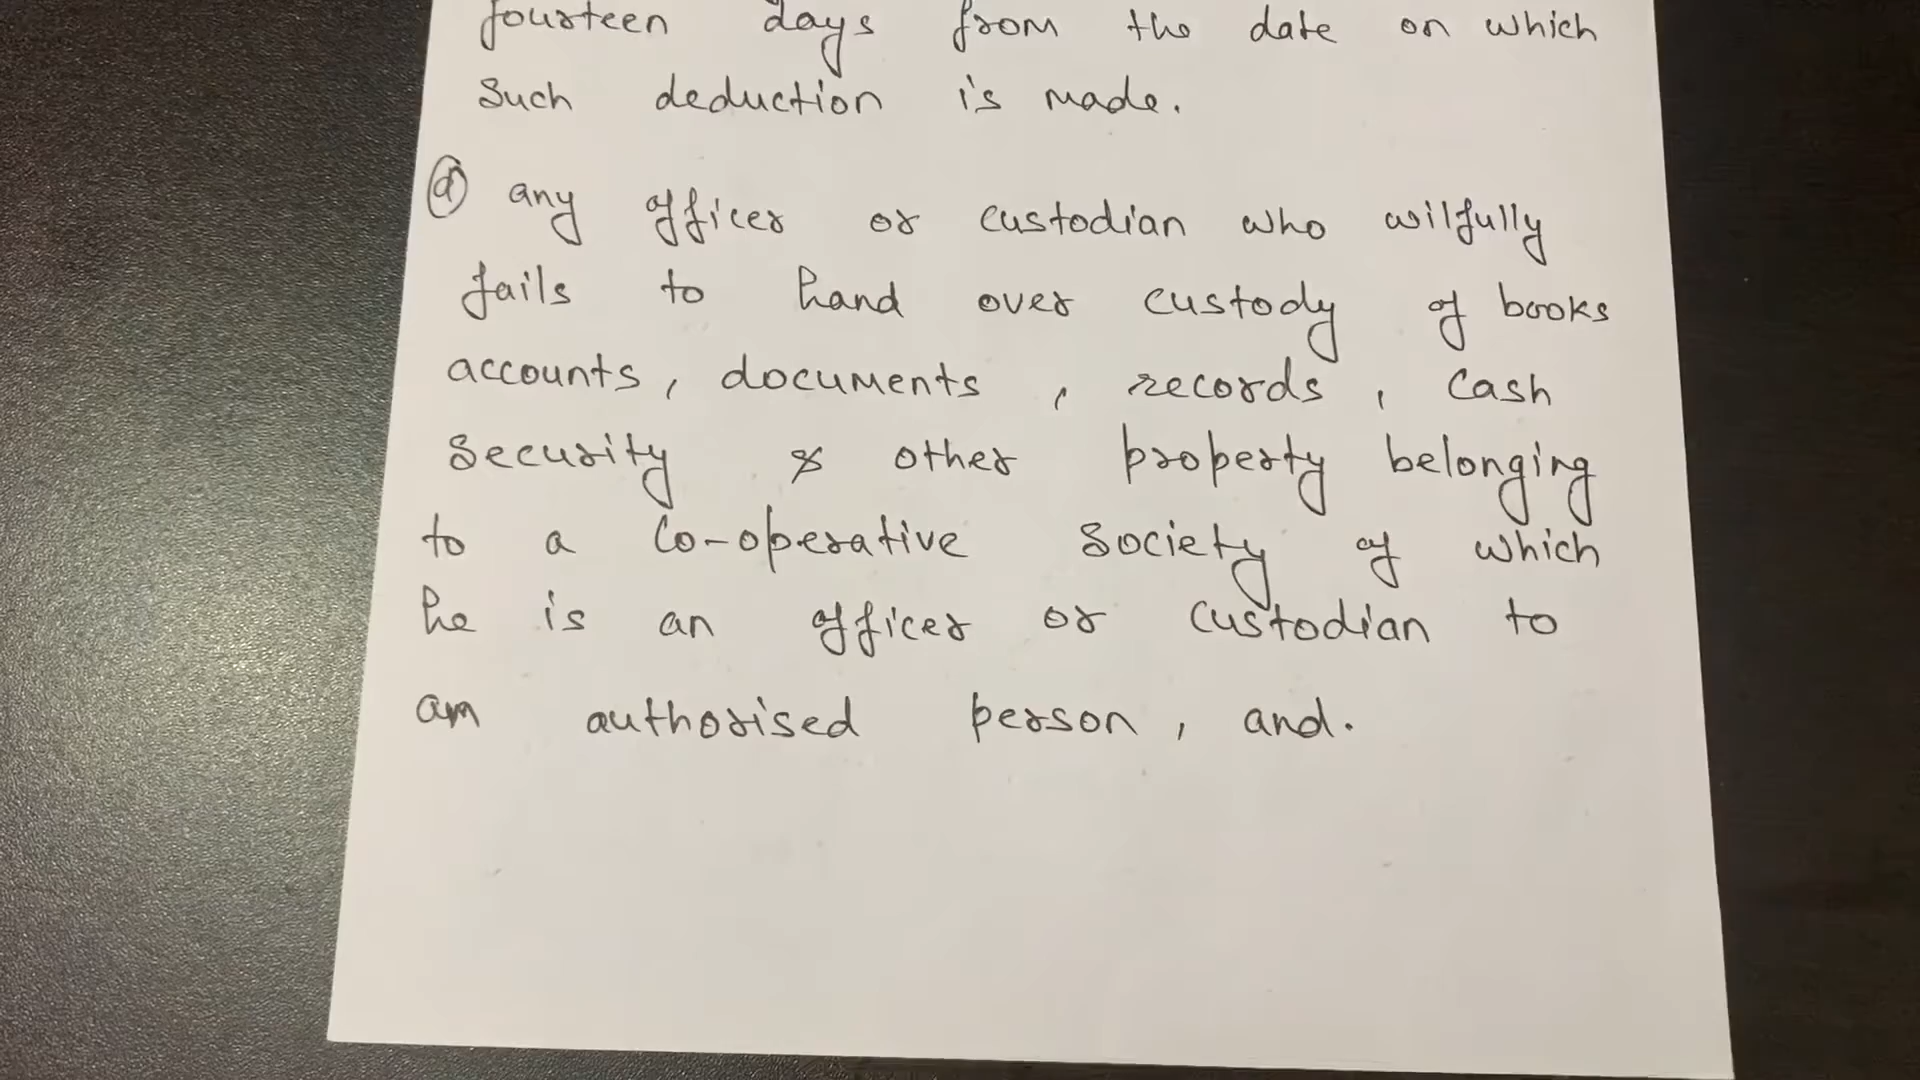 fourteen days from the date on which
such deduction is made.
ⓓ any officer or custodian who wilfully
fails to hand over custody of books
accounts, documents, records, cash
security & other property belonging
to a co-operative society of which
he is an officer or custodian to
am authorised person, and.